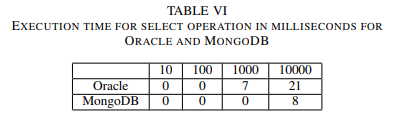 TABLE VI
EXECUTION TIME FOR SELECT OPERATION IN MILLISECONDS FOR
ORACLE AND MONGODB
10 100 1000 10000
Oracle 0 0 7 21
MongoDB 0 0 0 8